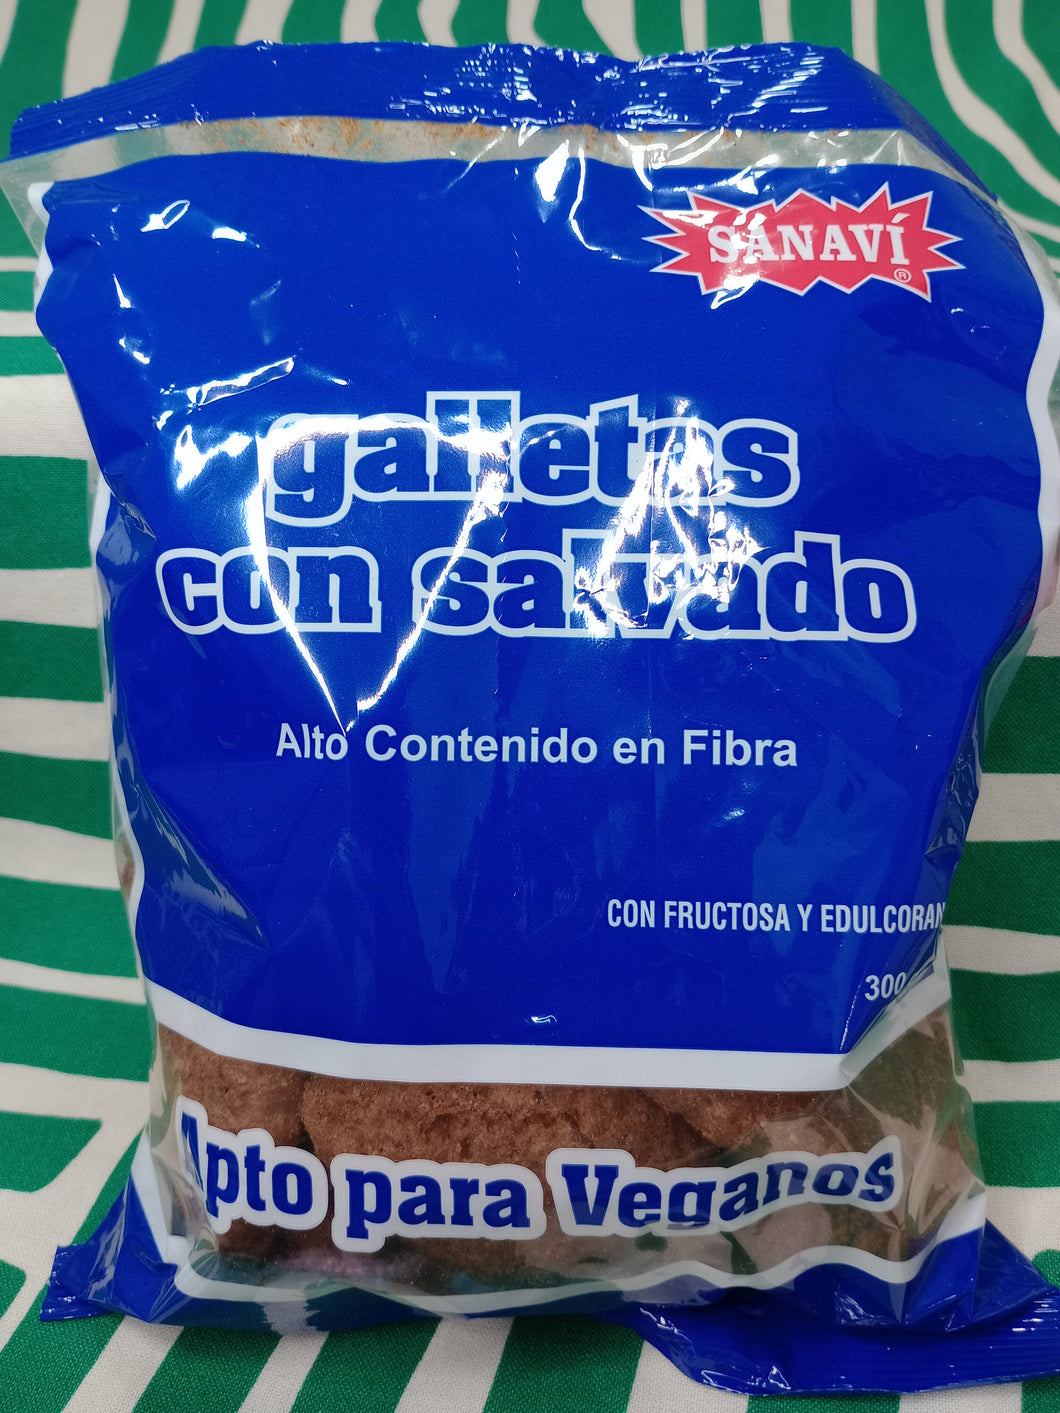 SANAVÍ
®
galletas
con salvado
Alto Contenido en Fibra
CON FRUCTOSA Y EDULCORAN
300
Apto para Veganos